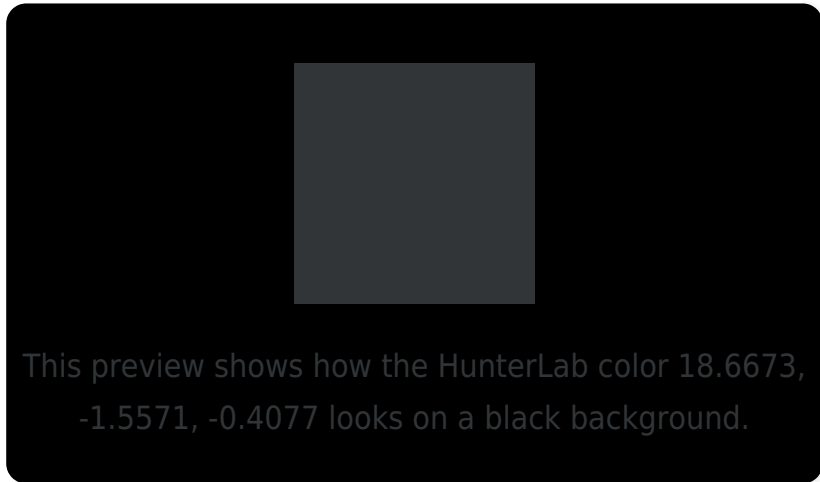 This preview shows how the HunterLab color 18.6673,
-1.5571, -0.4077 looks on a black background.